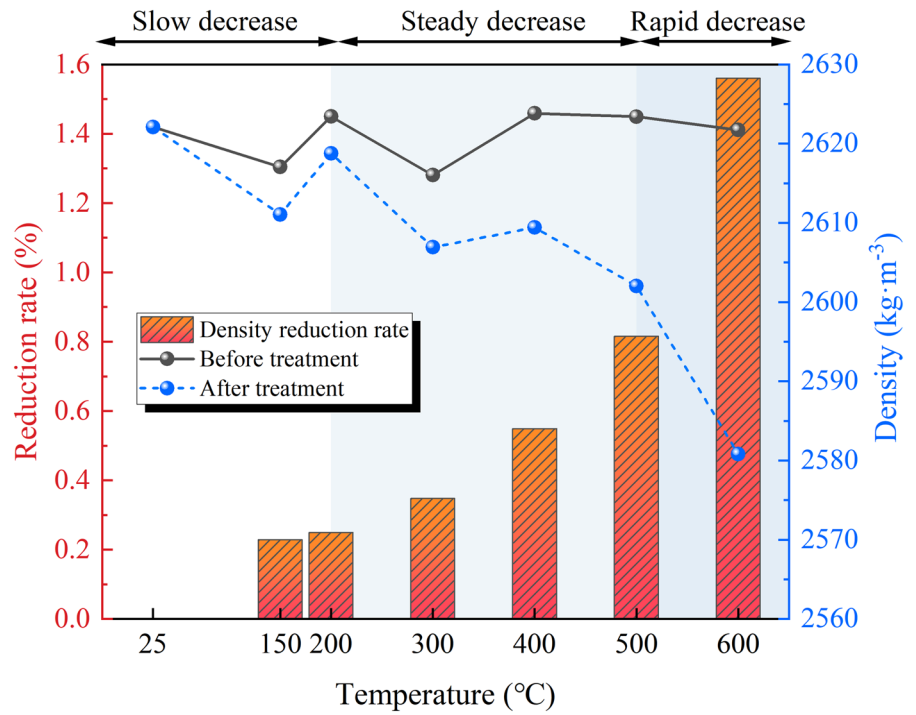 Slow decrease Steady decrease Rapid decrease
1.6
1.4
1.2
1.0
0.8
0.6
0.4
0.2
0.0
Reduction rate (%)
Density reduction rate
Before treatment
After treatment
2630
2620
2610
2600
2590
2580
2570
2560
Density (kg·m⁻³)
25 150 200 300 400 500 600
Temperature (℃)